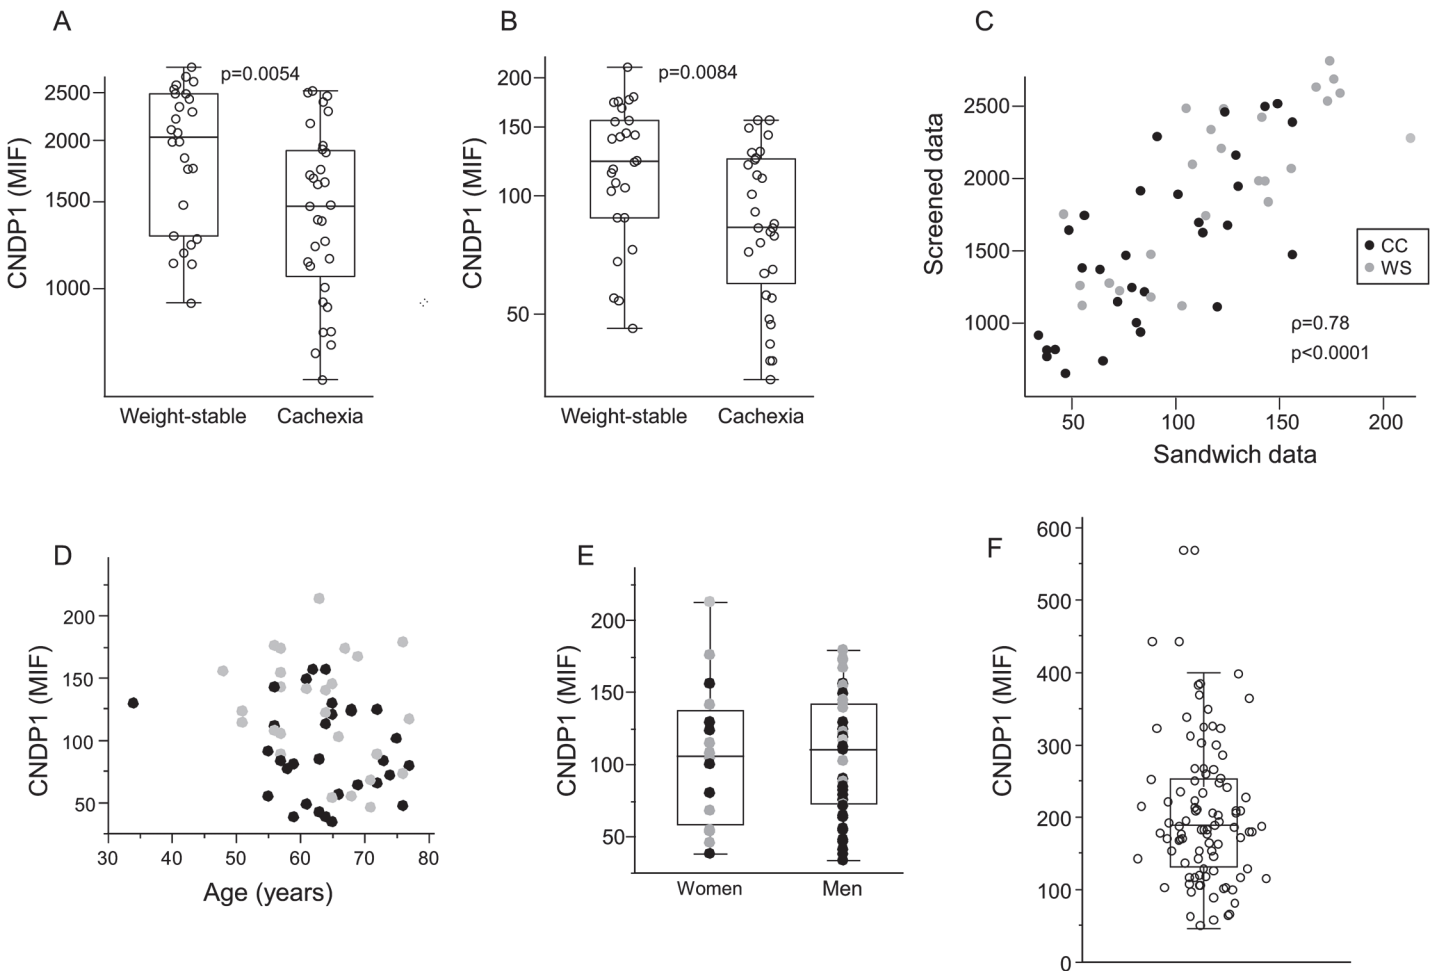 A
p=0.0054
2500
2000
1500
1000
CNDP1 (MIF)
Weight-stable
Cachexia
B
p=0.0084
200
150
100
50
CNDP1 (MIF)
Weight-stable
Cachexia
C
2500
2000
1500
1000
Screened data
CC
WS
ρ=0.78
p<0.0001
50
100
150
200
Sandwich data
D
200
150
100
50
CNDP1 (MIF)
30
40
50
60
70
80
Age (years)
E
200
150
100
50
CNDP1 (MIF)
Women
Men
F
600
500
400
300
200
100
0
CNDP1 (MIF)